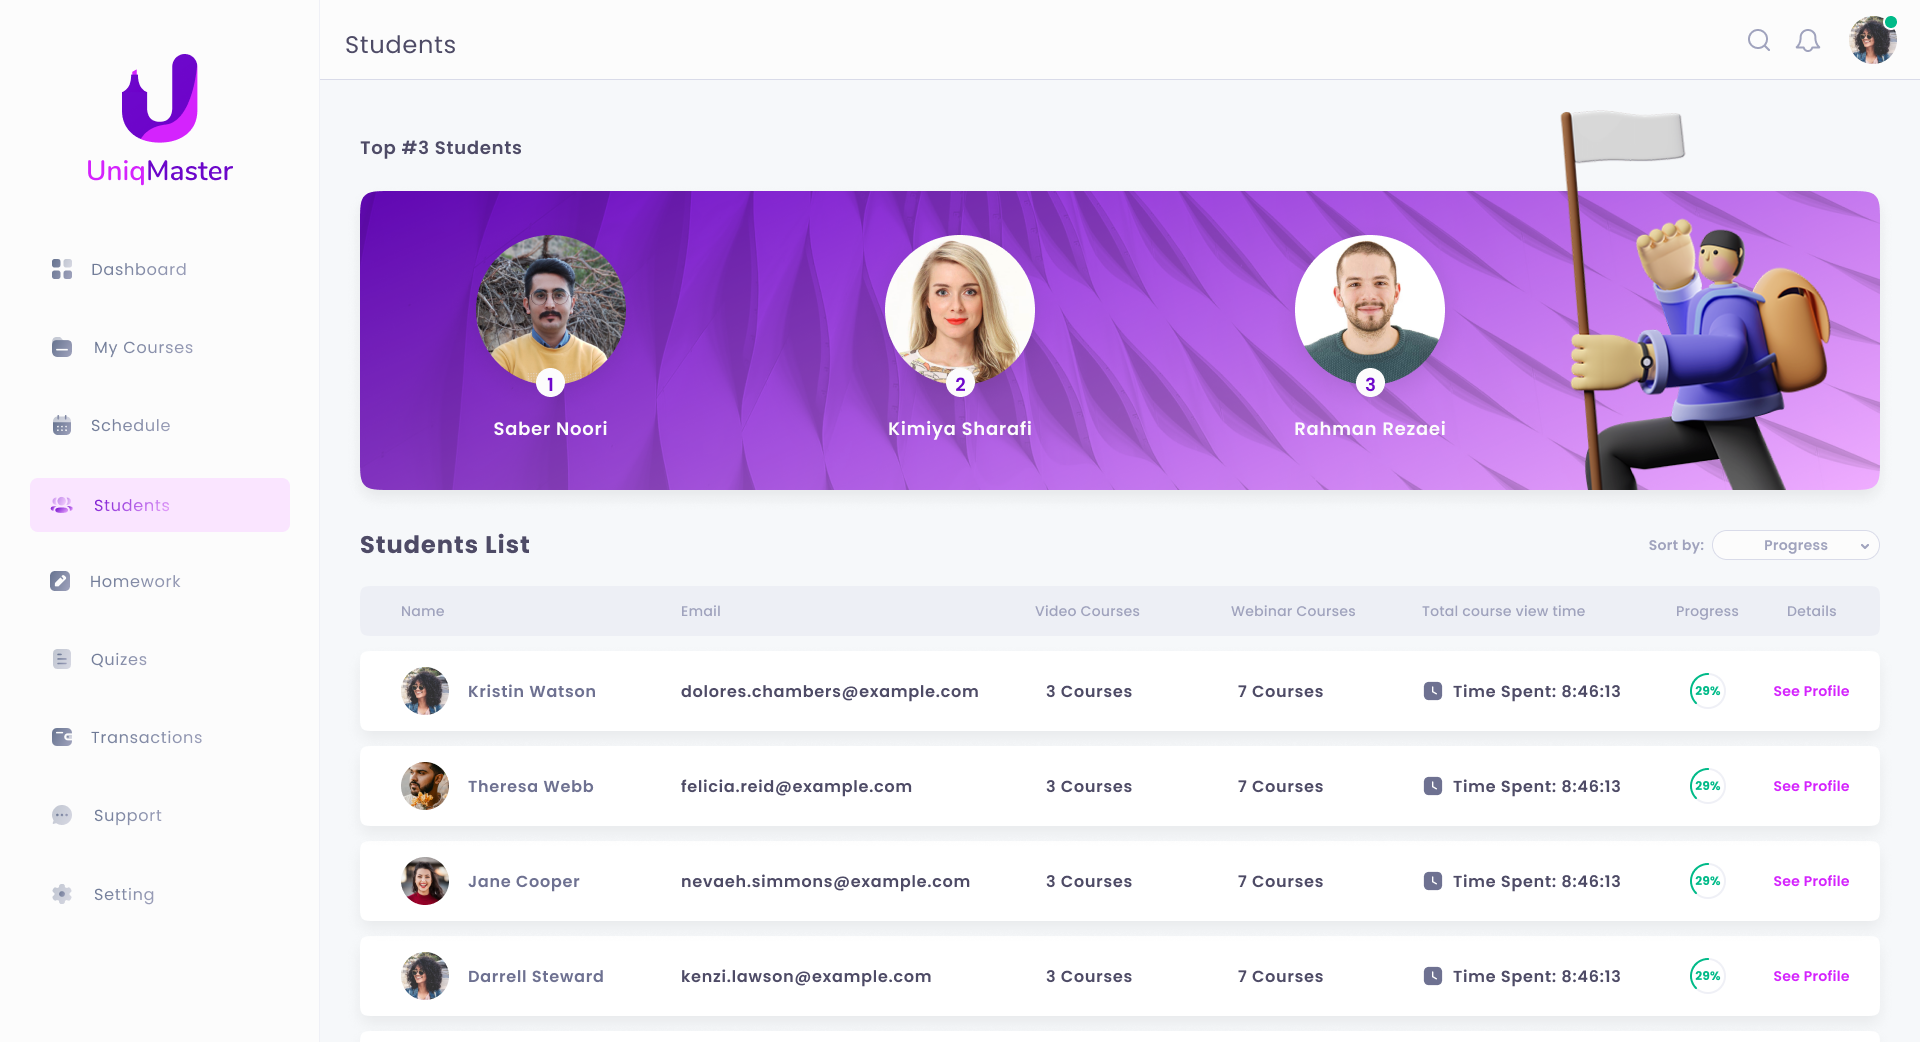 Students
UniqMaster
Dashboard
My Courses
Schedule
Students
Homework
Quizes
Transactions
Support
Setting
Top #3 Students
1
2
3
Saber Noori
Kimiya Sharafi
Rahman Rezaei
Students List
Sort by: Progress
Name Email Video Courses Webinar Courses Total course view time Progress Details
Kristin Watson dolores.chambers@example.com 3 Courses 7 Courses Time Spent: 8:46:13 29% See Profile
Theresa Webb felicia.reid@example.com 3 Courses 7 Courses Time Spent: 8:46:13 29% See Profile
Jane Cooper nevaeh.simmons@example.com 3 Courses 7 Courses Time Spent: 8:46:13 29% See Profile
Darrell Steward kenzi.lawson@example.com 3 Courses 7 Courses Time Spent: 8:46:13 29% See Profile